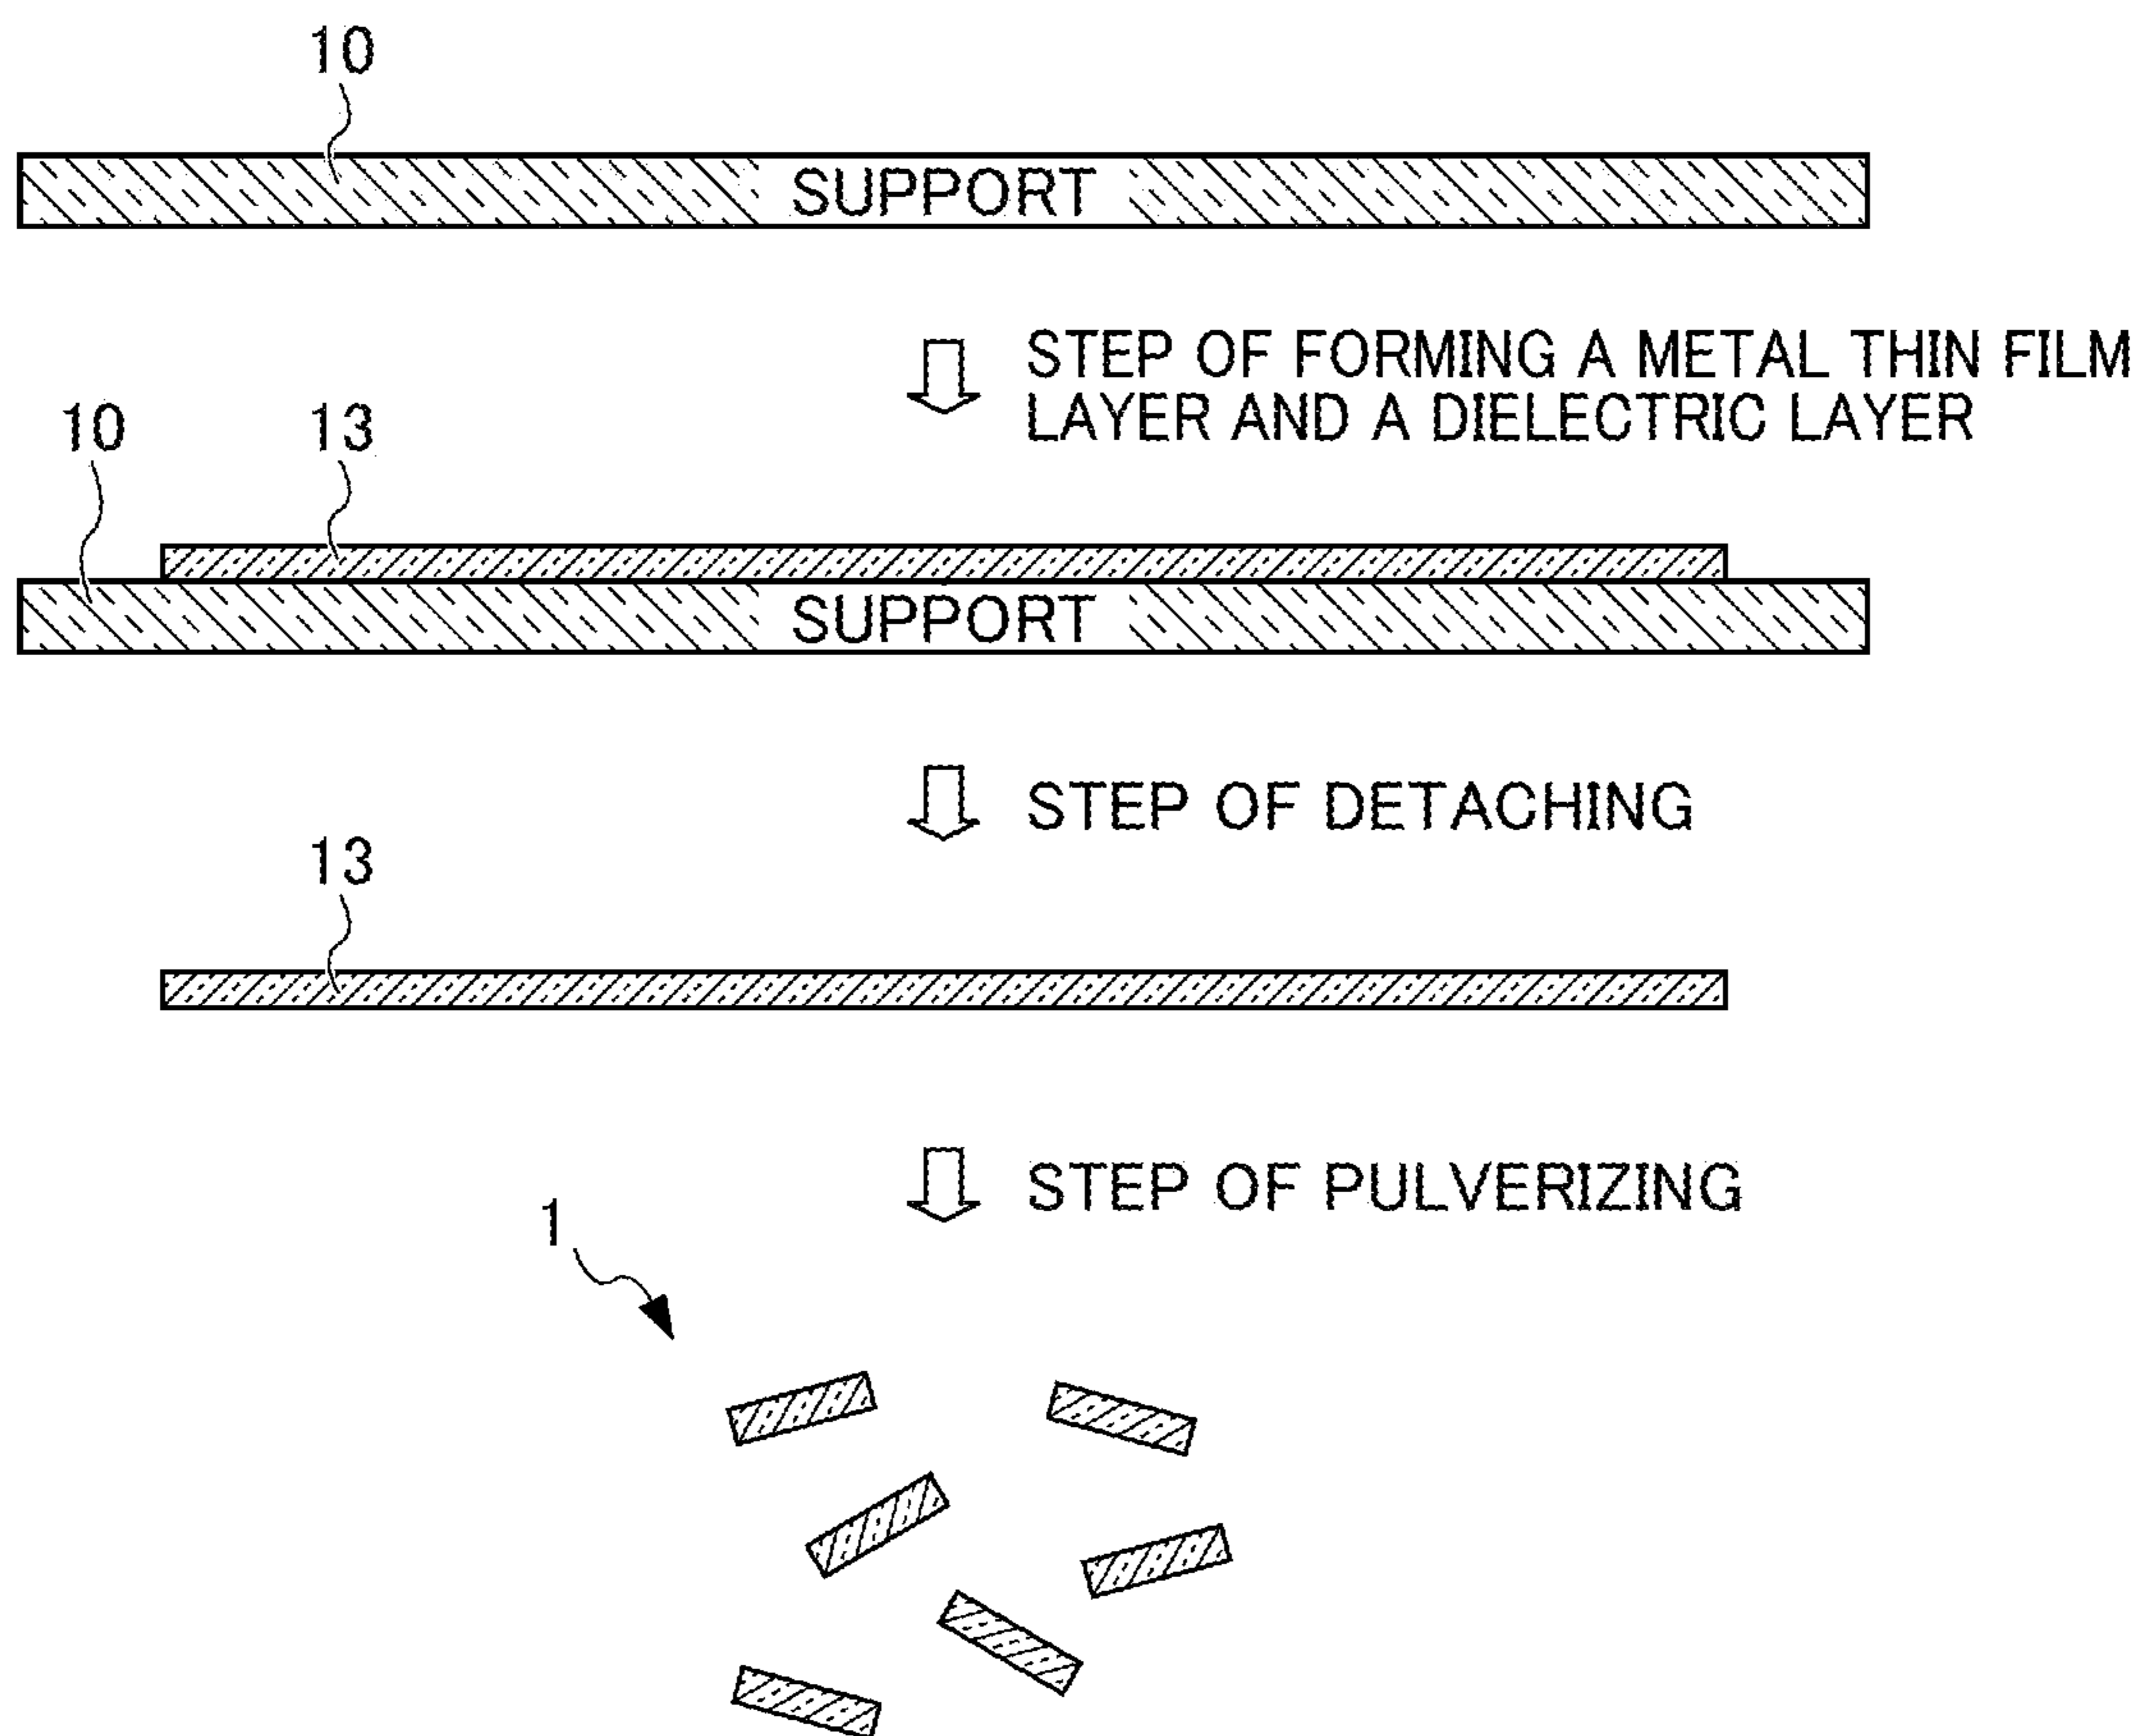 10
SUPPORT
STEP OF FORMING A METAL THIN FILM
LAYER AND A DIELECTRIC LAYER
10 13
SUPPORT
STEP OF DETACHING
13
STEP OF PULVERIZING
1